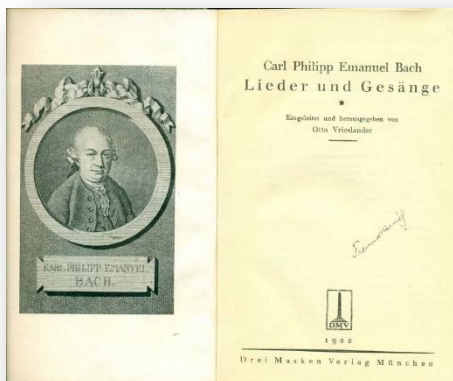 KARL PHILIPP EMANVEL
BACH.
Carl Philipp Emanuel Bach
Lieder und Gesänge
*
Eingeleitet und herausgegeben von
Otto Vrieslander
DMV
1922
Drei Masken Verlag München